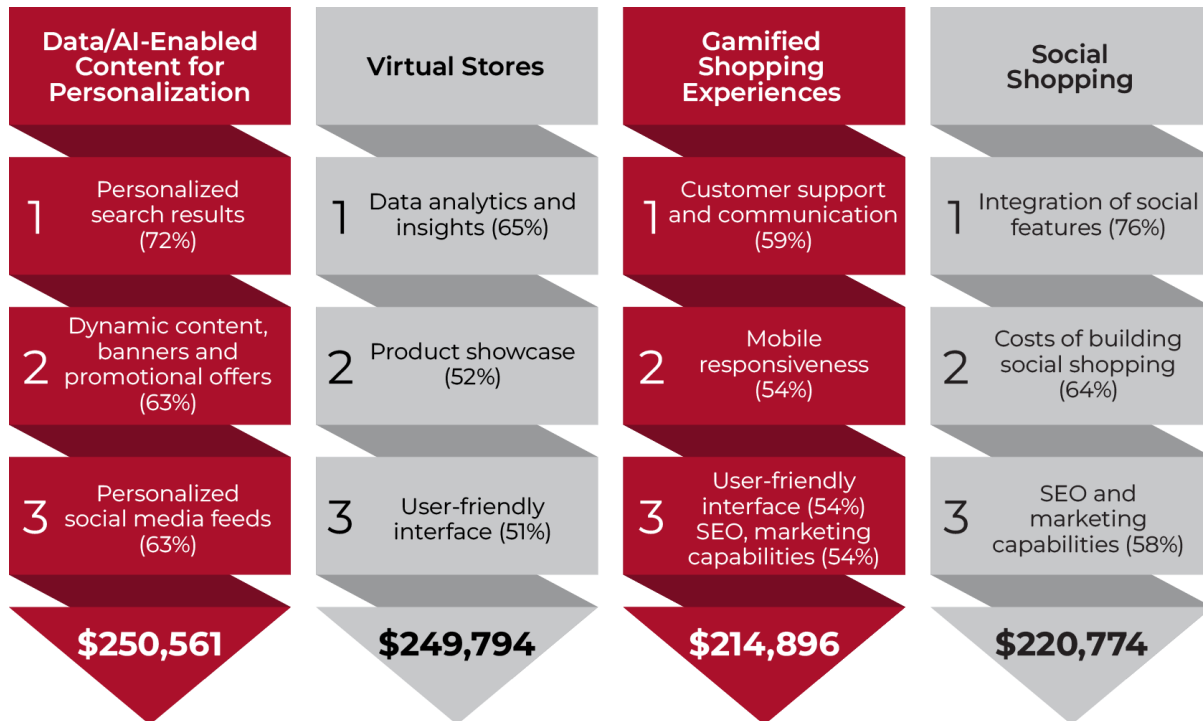 Data/AI-Enabled
Content for
Personalization
1
Personalized
search results
(72%)
2
Dynamic content,
banners and
promotional offers
(63%)
3
Personalized
social media feeds
(63%)
$250,561
Virtual Stores
1
Data analytics and
insights (65%)
2
Product showcase
(52%)
3
User-friendly
interface (51%)
$249,794
Gamified
Shopping
Experiences
1
Customer support
and communication
(59%)
2
Mobile
responsiveness
(54%)
3
User-friendly
interface (54%)
SEO, marketing
capabilities (54%)
$214,896
Social
Shopping
1
Integration of social
features (76%)
2
Costs of building
social shopping
(64%)
3
SEO and
marketing
capabilities (58%)
$220,774